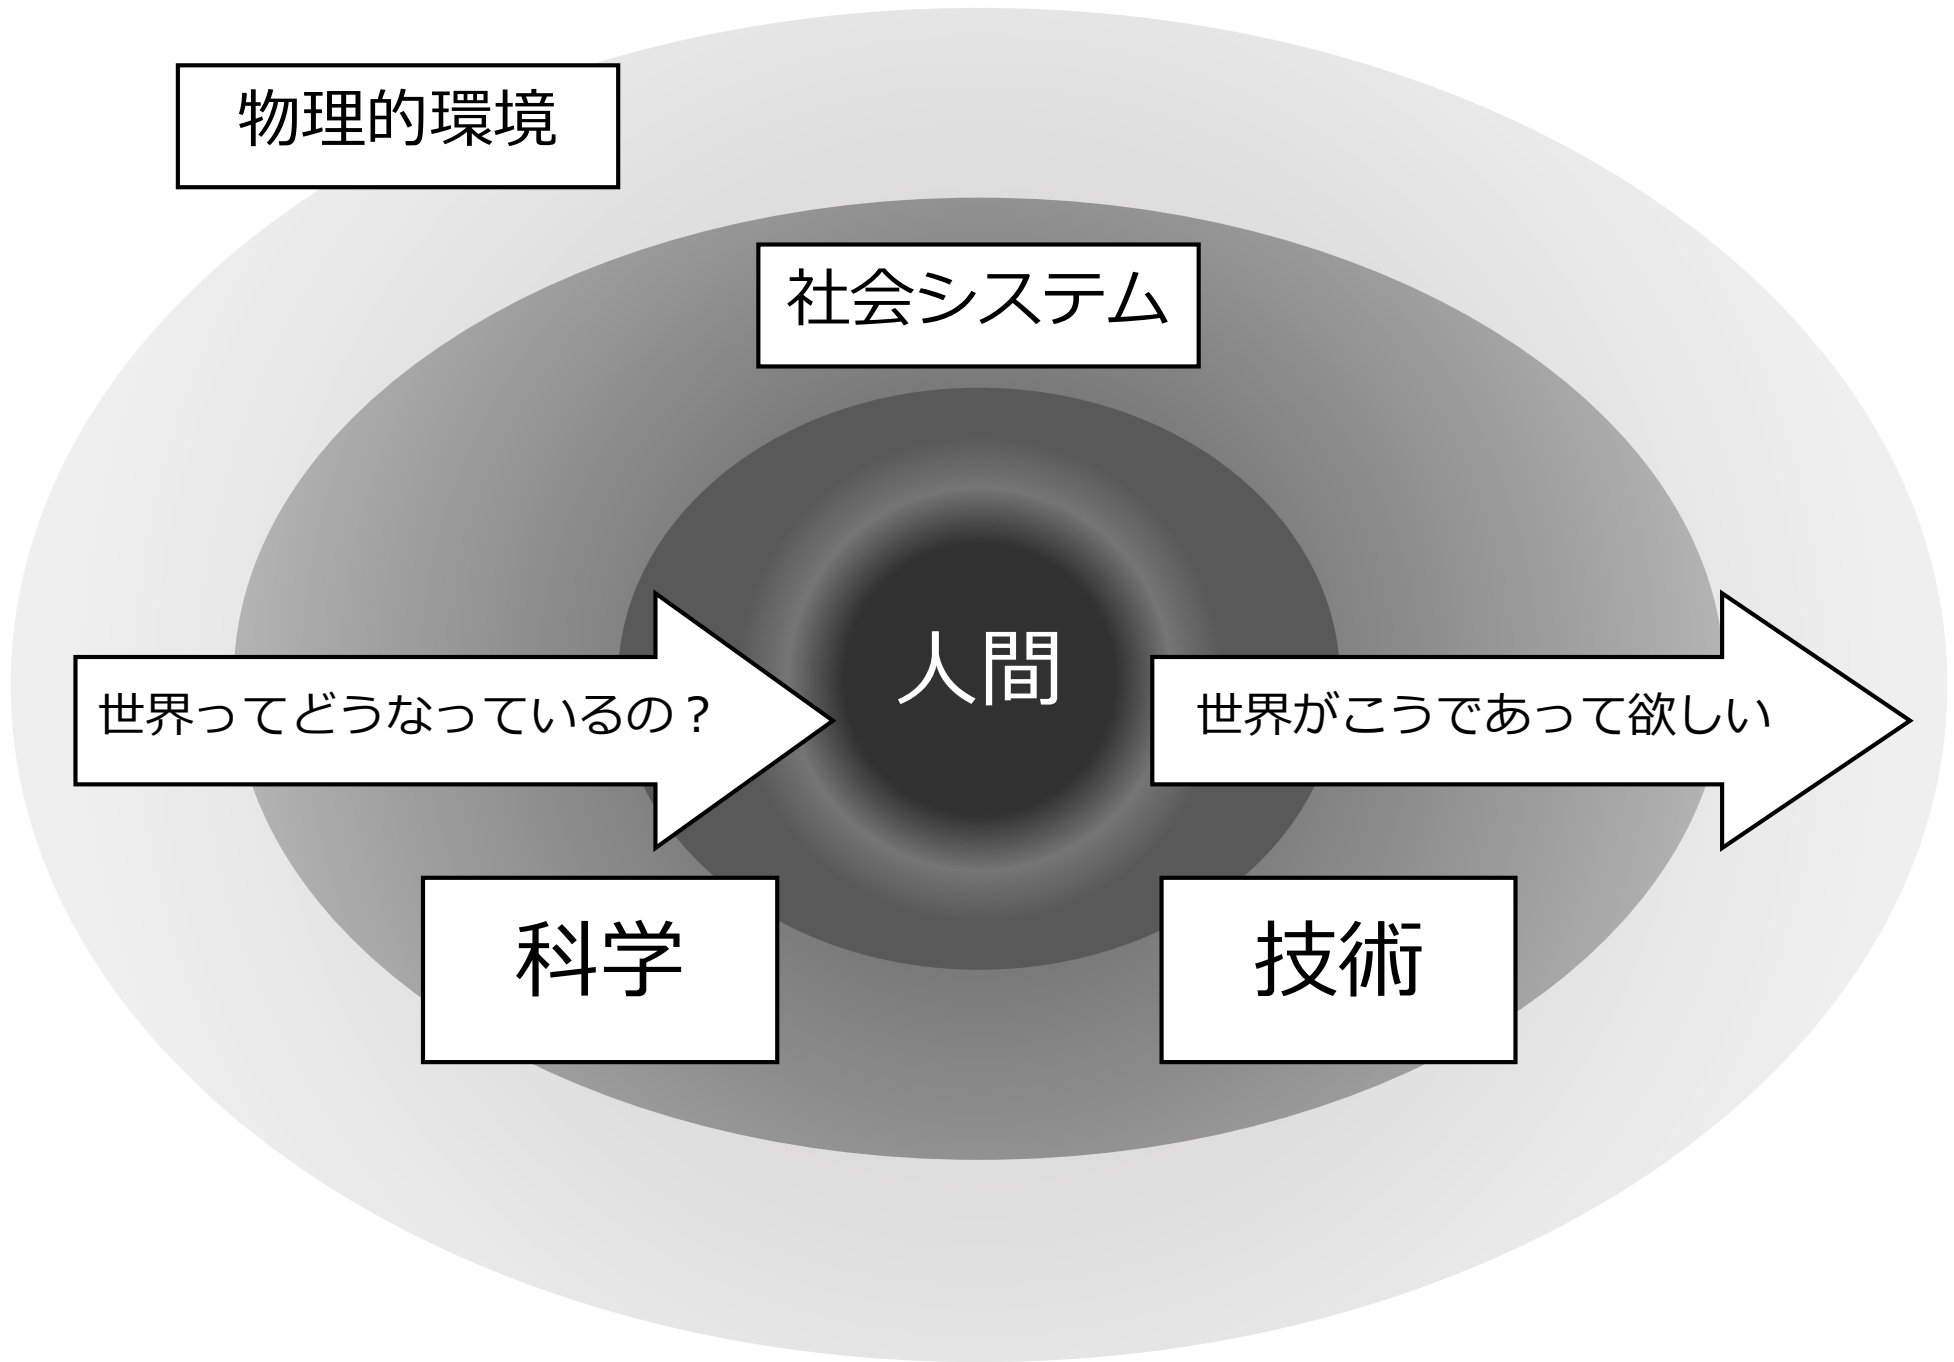 物理的環境
社会システム
人間
世界ってどうなっているの？
世界がこうであって欲しい
科学
技術